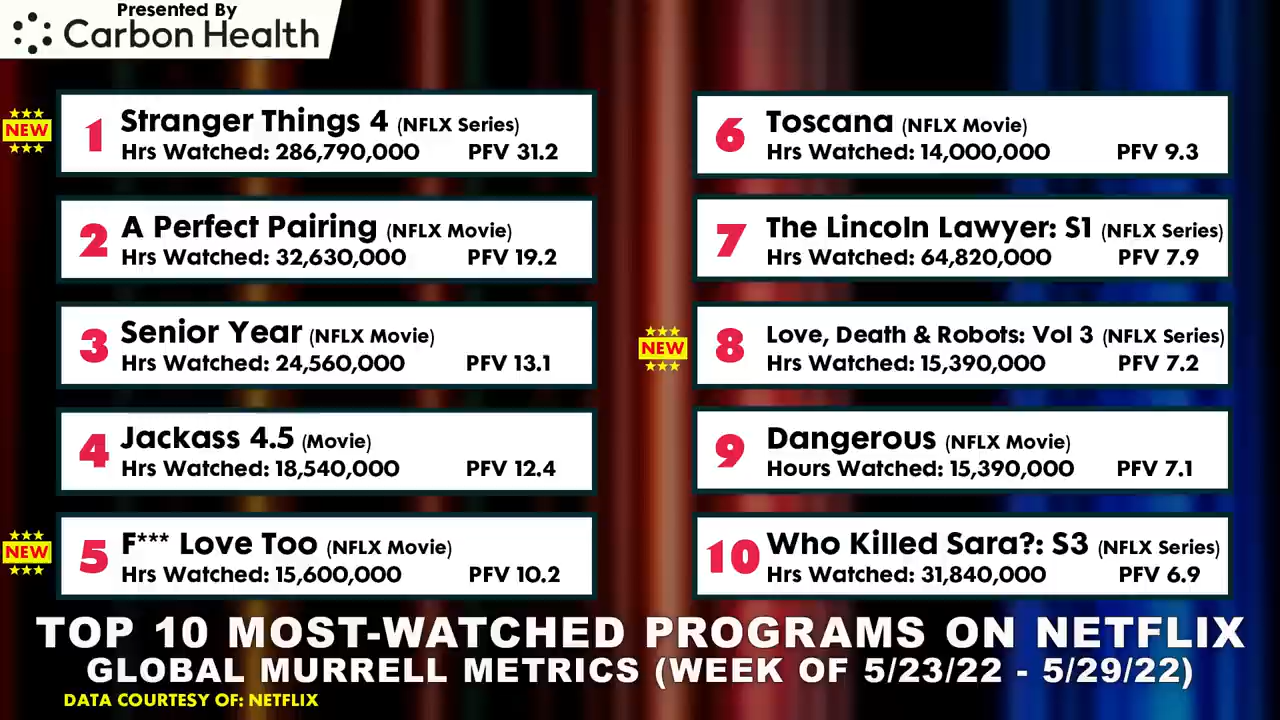 Presented By
Carbon Health
NEW
1
Stranger Things 4 (NFLX Series)
Hrs Watched: 286,790,000 PFV 31.2
2
A Perfect Pairing (NFLX Movie)
Hrs Watched: 32,630,000 PFV 19.2
3
Senior Year (NFLX Movie)
Hrs Watched: 24,560,000 PFV 13.1
4
Jackass 4.5 (Movie)
Hrs Watched: 18,540,000 PFV 12.4
NEW
5
F*** Love Too (NFLX Movie)
Hrs Watched: 15,600,000 PFV 10.2
6
Toscana (NFLX Movie)
Hrs Watched: 14,000,000 PFV 9.3
7
The Lincoln Lawyer: S1 (NFLX Series)
Hrs Watched: 64,820,000 PFV 7.9
NEW
8
Love, Death & Robots: Vol 3 (NFLX Series)
Hrs Watched: 15,390,000 PFV 7.2
9
Dangerous (NFLX Movie)
Hours Watched: 15,390,000 PFV 7.1
10
Who Killed Sara?: S3 (NFLX Series)
Hrs Watched: 31,840,000 PFV 6.9
TOP 10 MOST-WATCHED PROGRAMS ON NETFLIX
GLOBAL MURRELL METRICS (WEEK OF 5/23/22 - 5/29/22)
DATA COURTESY OF: NETFLIX